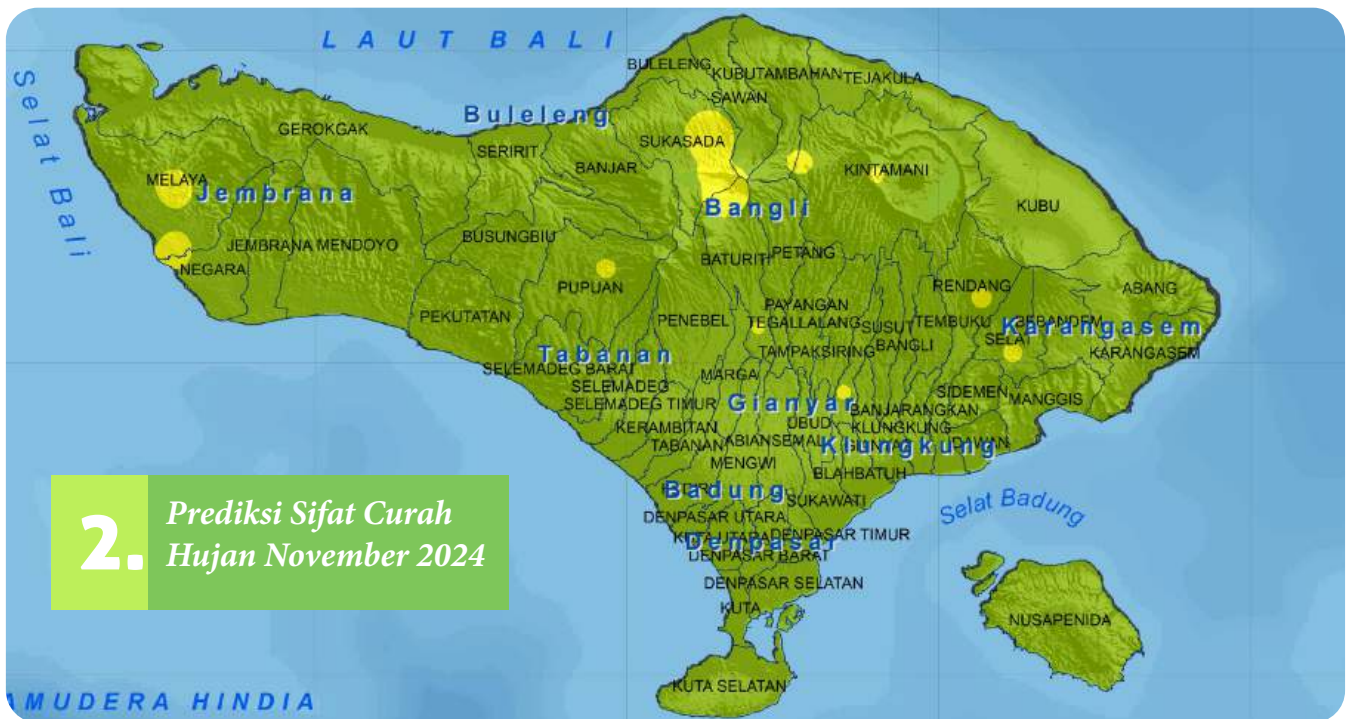 LAUT BALI
Selat Bali
BULELENG
KUBUTAMBAHAN
TEJAKULA
SAWAN
Buleleng
GEROKGAK
SERIRIT
BANJAR
SUKASADA
KINTAMANI
MELAYA
Jembrana
Bangli
KUBU
JEMBRANA
MENDOYO
BUSUNGBIU
BATURITI
PETANG
NEGARA
PUPUAN
RENDANG
ABANG
PEKUTATAN
PENEBEL
PAYANGAN
TEGALLALANG
SUSUT
TEMBUKU
Karangasem
SELAT
BANGLI
TAMPAKSIRING
KARANGASEM
Tabanan
SELEMADEG BARAT
MARGA
SELEMADEG
SIDEMEN
MANGGIS
SELEMADEG TIMUR
Gianyar
BANJARANGKAN
KERAMBITAN
UBUD
KLUNGKUNG
TABANAN
ABIANSEMAL
Klungkung
MENGWI
BLAHBATUH
Badung
SUKAWATI
Selat Badung
DENPASAR UTARA
DENPASAR TIMUR
Denpasar
DENPASAR BARAT
DENPASAR SELATAN
KUTA
NUSAPENIDA
KUTA SELATAN
AMUDERA HINDIA
2.
Prediksi Sifat Curah
Hujan November 2024